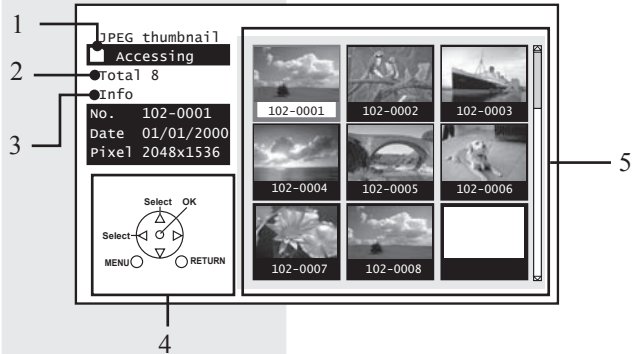 1
JPEG thumbnail
Accessing
2
Total 8
Info
3
No. 102-0001
Date 01/01/2000
Pixel 2048x1536
102-0001 102-0002 102-0003
102-0004 102-0005 102-0006
102-0007 102-0008
5
Select OK
Select
MENU RETURN
4